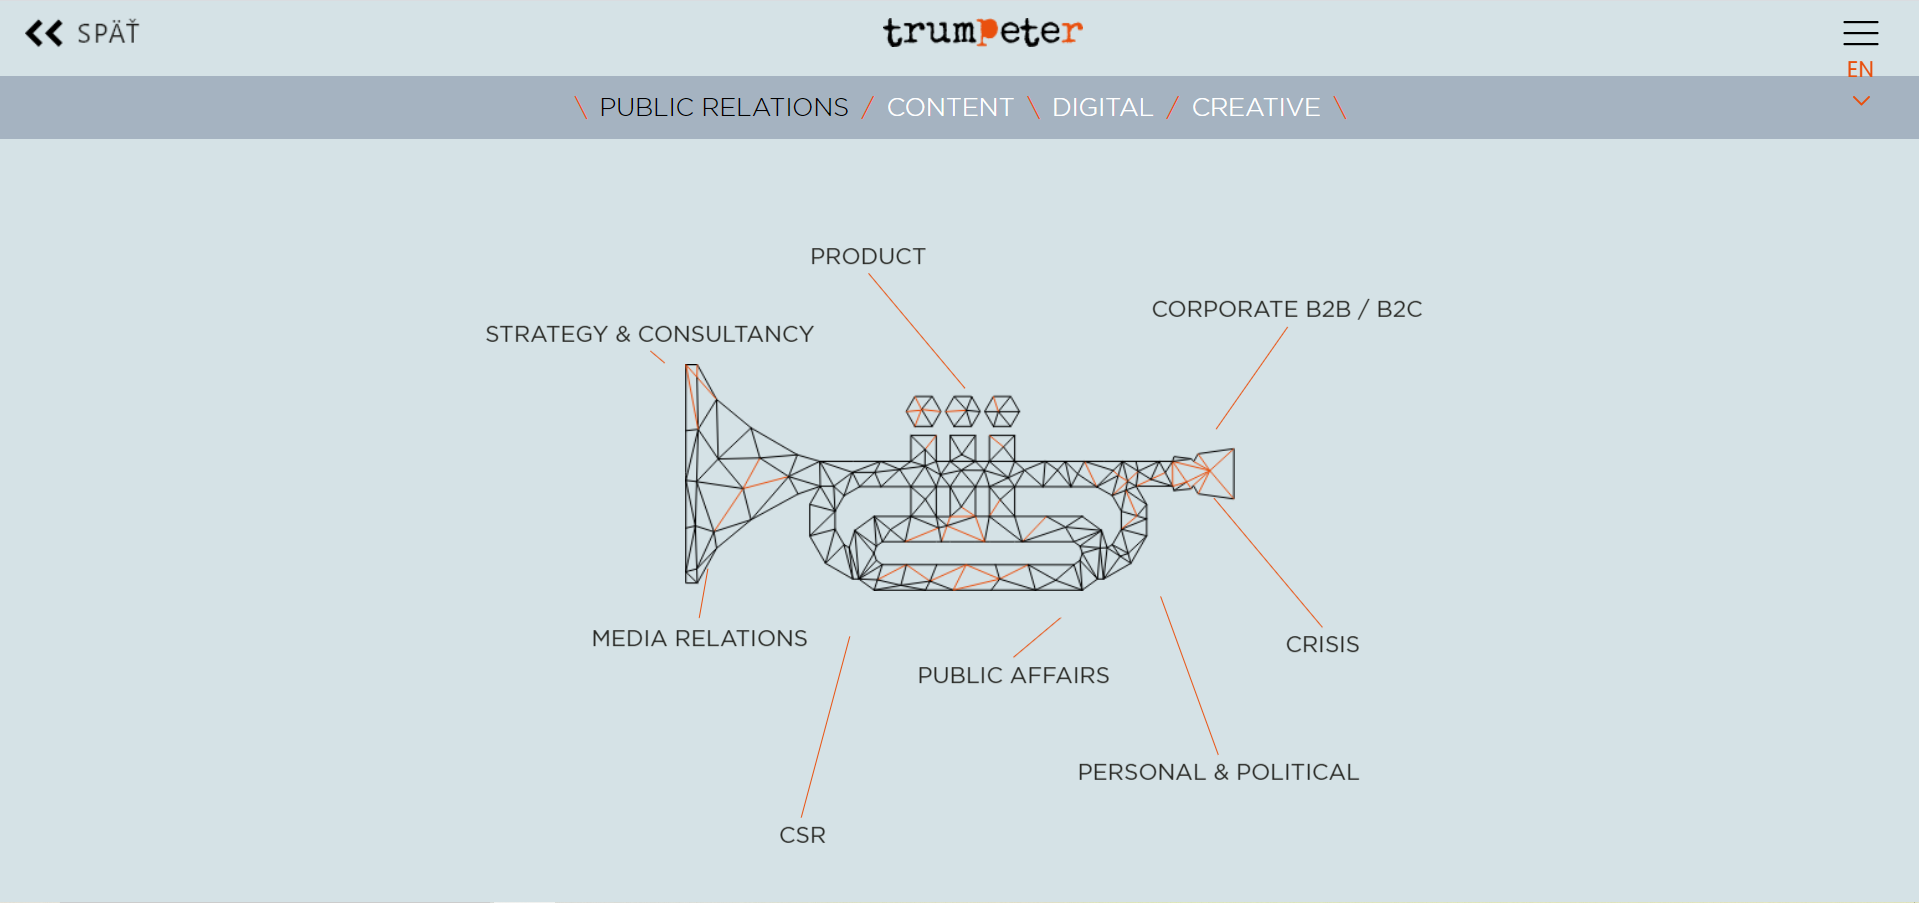 SPÄŤ
trumpeter
EN
\ PUBLIC RELATIONS / CONTENT \ DIGITAL / CREATIVE \
PRODUCT
CORPORATE B2B / B2C
STRATEGY & CONSULTANCY
MEDIA RELATIONS
CRISIS
PUBLIC AFFAIRS
PERSONAL & POLITICAL
CSR